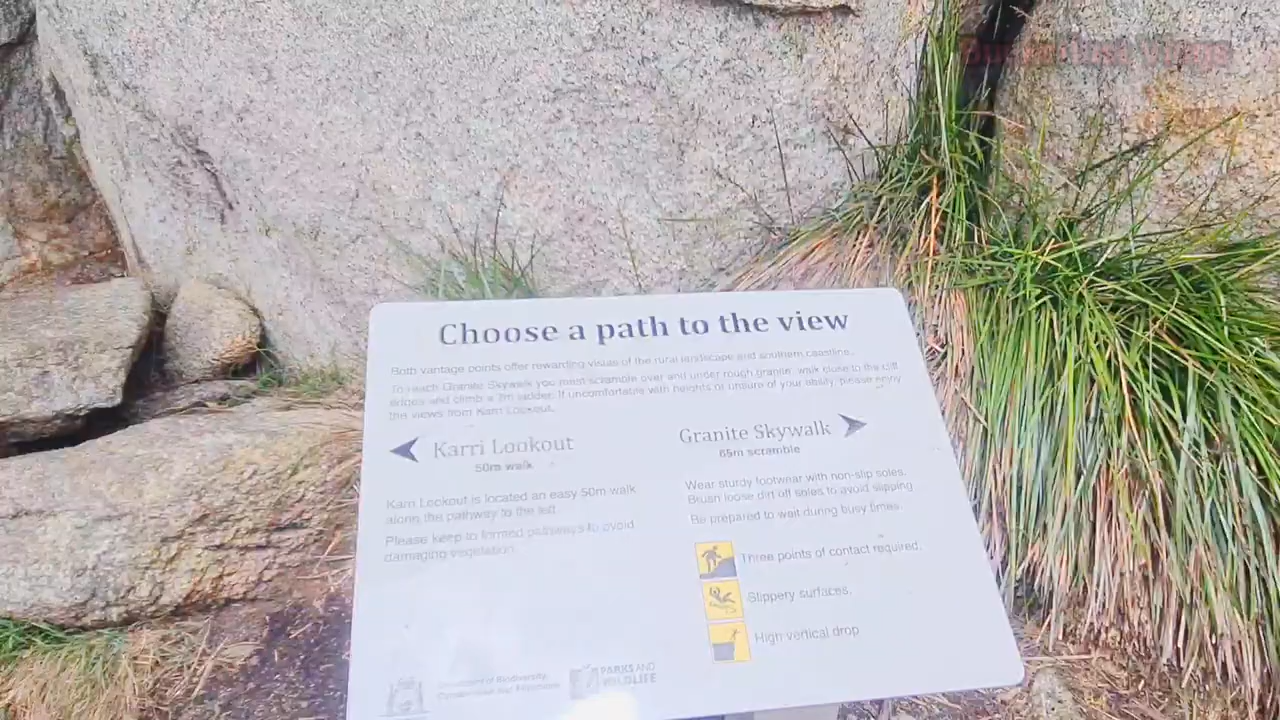 Choose a path to the view
Both vantage points offer rewarding views of the rural landscape and southern coastline.
To reach Granite Skywalk you must scramble over and under rough granite, walk close to the cliff
edges and climb a 7m ladder. If uncomfortable with heights or unsure of your ability, please enjoy
the views from Karri Lookout.
Karri Lookout
50m walk
Karri Lookout is located an easy 50m walk
along the pathway to the left.
Please keep to formed pathways to avoid
damaging vegetation.
Granite Skywalk
65m scramble
Wear sturdy footwear with non-slip soles.
Brush loose dirt off soles to avoid slipping
Be prepared to wait during busy times.
Three points of contact required.
Slippery surfaces.
High vertical drop
Department of Biodiversity,
Conservation and Attractions
PARKS AND
WILDLIFE